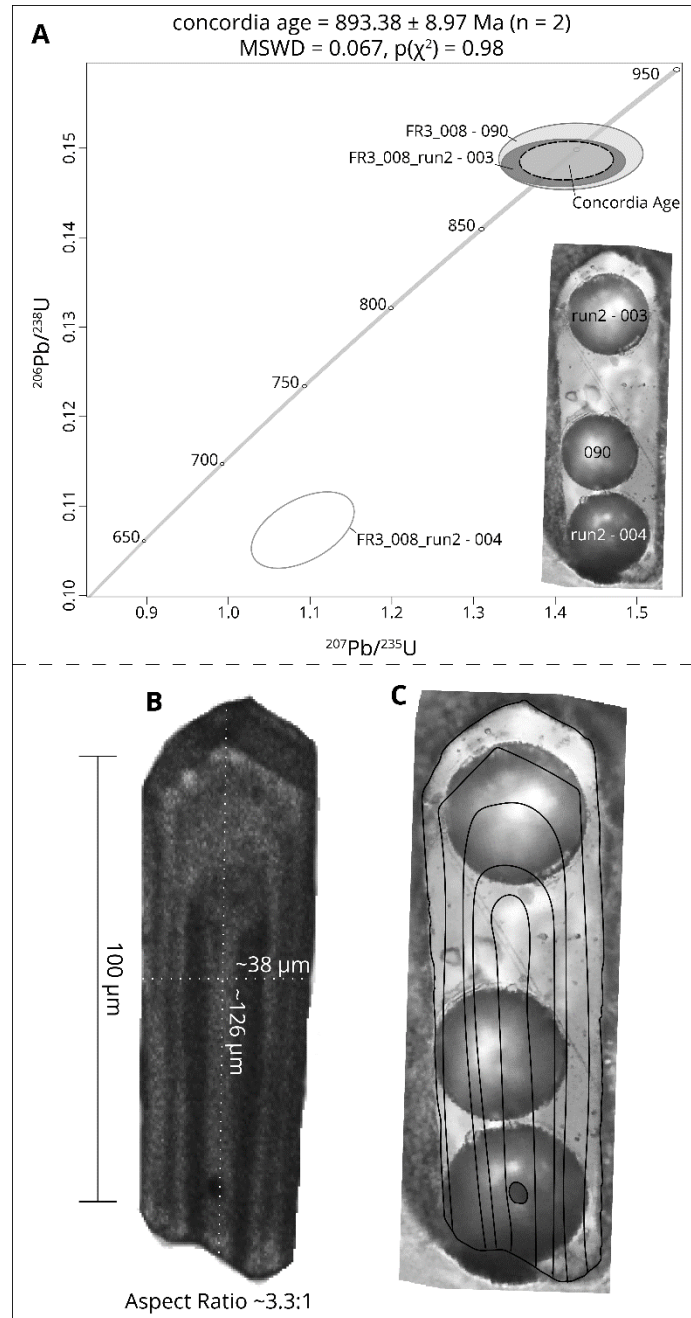 A
concordia age = 893.38 ± 8.97 Ma (n = 2)
MSWD = 0.067, p(χ²) = 0.98
950
FR3_008 - 090
FR3_008_run2 - 003
Concordia Age
850
800
750
700
650
FR3_008_run2 - 004
run2 - 003
090
run2 - 004
0.15
0.14
0.13
0.12
0.11
0.10
²⁰⁶Pb/²³⁸U
0.9 1.0 1.1 1.2 1.3 1.4 1.5
²⁰⁷Pb/²³⁵U
B
100 µm
~38 µm
~126 µm
Aspect Ratio ~3.3:1
C